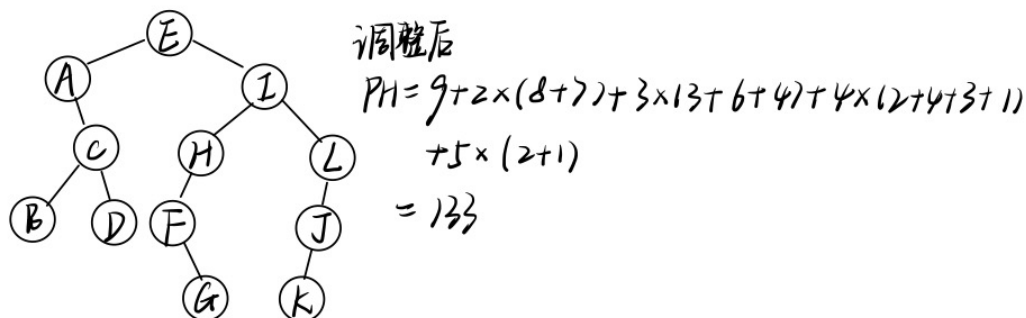 E
调整后
A
I
PH = 9+2×(8+7)+3×(3+6+4)+4×(2+4+3+1)
C
H
L
+5×(2+1)
B
D
F
J
= 133
G
K